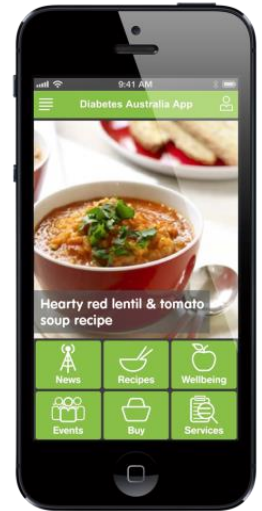 9:41 AM
Diabetes Australia App
Hearty red lentil & tomato
soup recipe
News
Recipes
Wellbeing
Events
Buy
Services